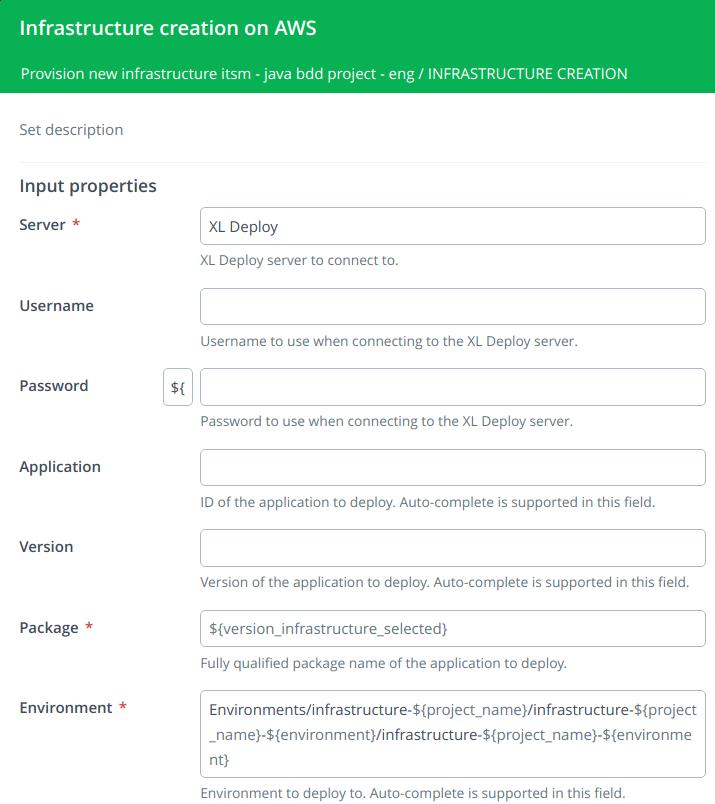 Infrastructure creation on AWS
Provision new infrastructure itsm - java bdd project - eng / INFRASTRUCTURE CREATION
Set description
Input properties
Server *
XL Deploy
XL Deploy server to connect to.
Username
Username to use when connecting to the XL Deploy server.
Password
${
Password to use when connecting to the XL Deploy server.
Application
ID of the application to deploy. Auto-complete is supported in this field.
Version
Version of the application to deploy. Auto-complete is supported in this field.
Package *
${version_infrastructure_selected}
Fully qualified package name of the application to deploy.
Environment *
Environments/infrastructure-${project_name}/infrastructure-${project
_name}-${environment}/infrastructure-${project_name}-${environme
nt}
Environment to deploy to. Auto-complete is supported in this field.